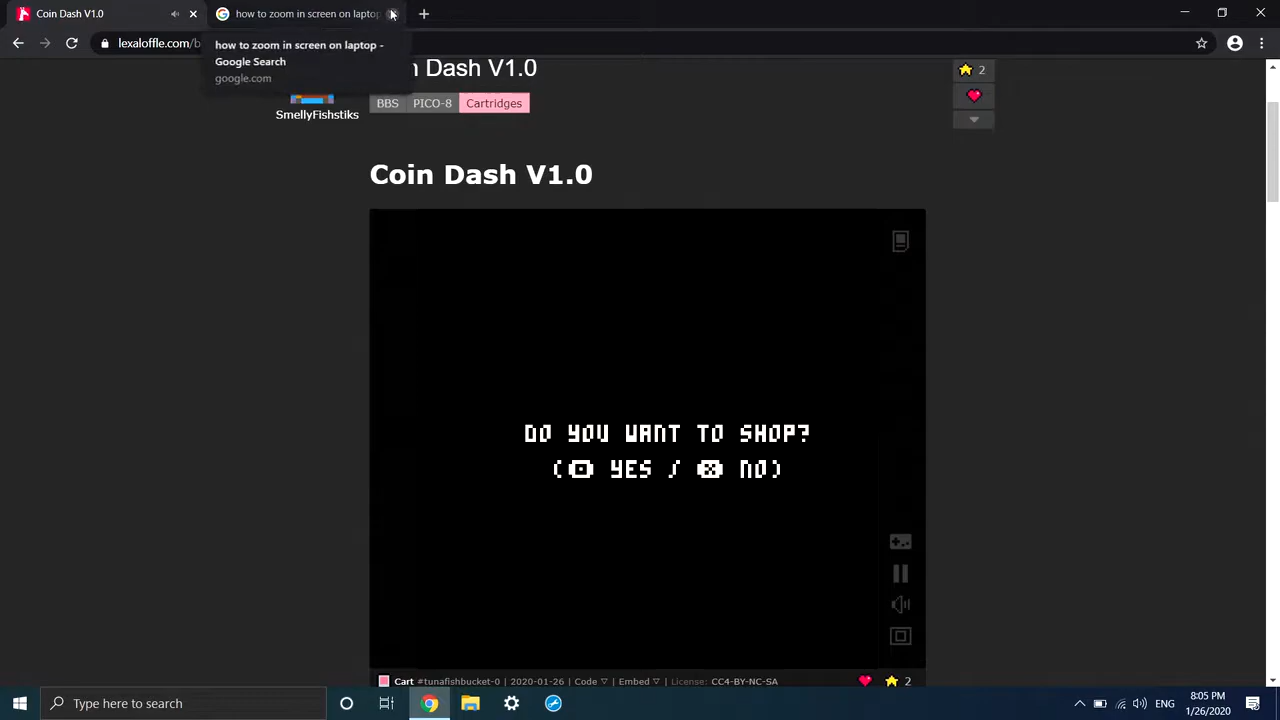 Coin Dash V1.0
how to zoom in screen on laptop
lexaloffle.com/b
how to zoom in screen on laptop -
Google Search
google.com
n Dash V1.0
2
SmellyFishstiks
BBS PICO-8 Cartridges
Coin Dash V1.0
DO YOU WANT TO SHOP?
(🅾 YES / ❎ NO)
Cart #tunafishbucket-0 | 2020-01-26 | Code ▽ | Embed ▽ | License: CC4-BY-NC-SA
2
Type here to search
ENG
8:05 PM
1/26/2020